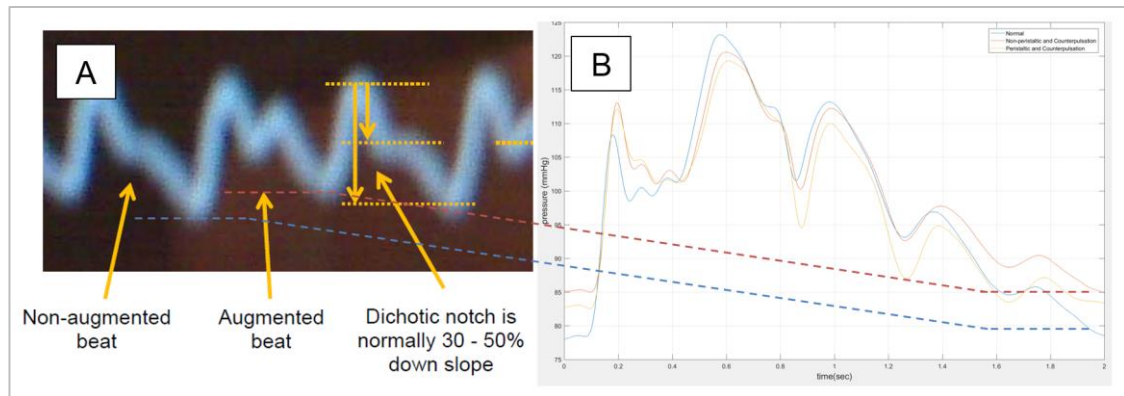 A
Non-augmented
beat
Augmented
beat
Dichotic notch is
normally 30 - 50%
down slope
B
Normal
Non-peristaltic and Counterpulsation
Peristaltic and Counterpulsation
pressure (mmHg)
125
120
115
110
105
100
95
90
85
80
75
0 0.2 0.4 0.6 0.8 1 1.2 1.4 1.6 1.8 2
time(sec)